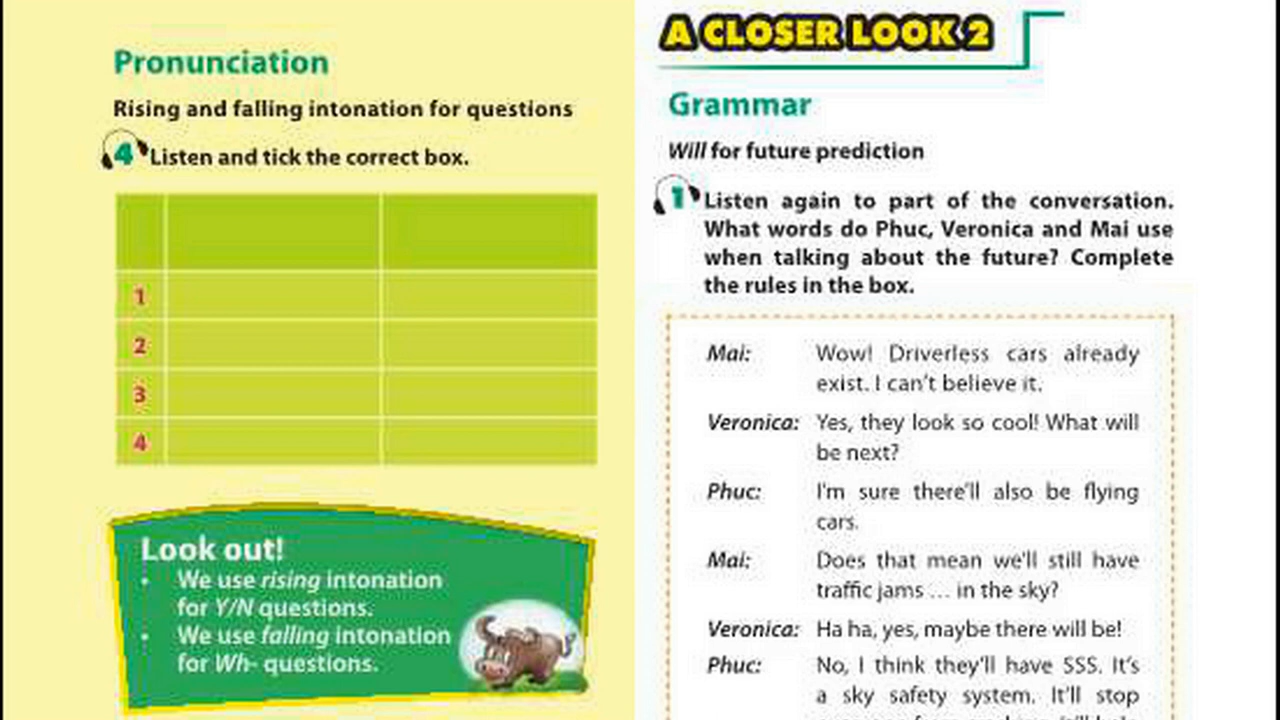 Pronunciation
Rising and falling intonation for questions
4 Listen and tick the correct box.
1
2
3
4
Look out!
• We use rising intonation
for Y/N questions.
• We use falling intonation
for Wh- questions.
A CLOSER LOOK 2
Grammar
Will for future prediction
1 Listen again to part of the conversation.
What words do Phuc, Veronica and Mai use
when talking about the future? Complete
the rules in the box.
Mai: Wow! Driverless cars already
exist. I can't believe it.
Veronica: Yes, they look so cool! What will
be next?
Phuc: I'm sure there'll also be flying
cars.
Mai: Does that mean we'll still have
traffic jams ... in the sky?
Veronica: Ha ha, yes, maybe there will be!
Phuc: No, I think they'll have SSS. It's
a sky safety system. It'll stop